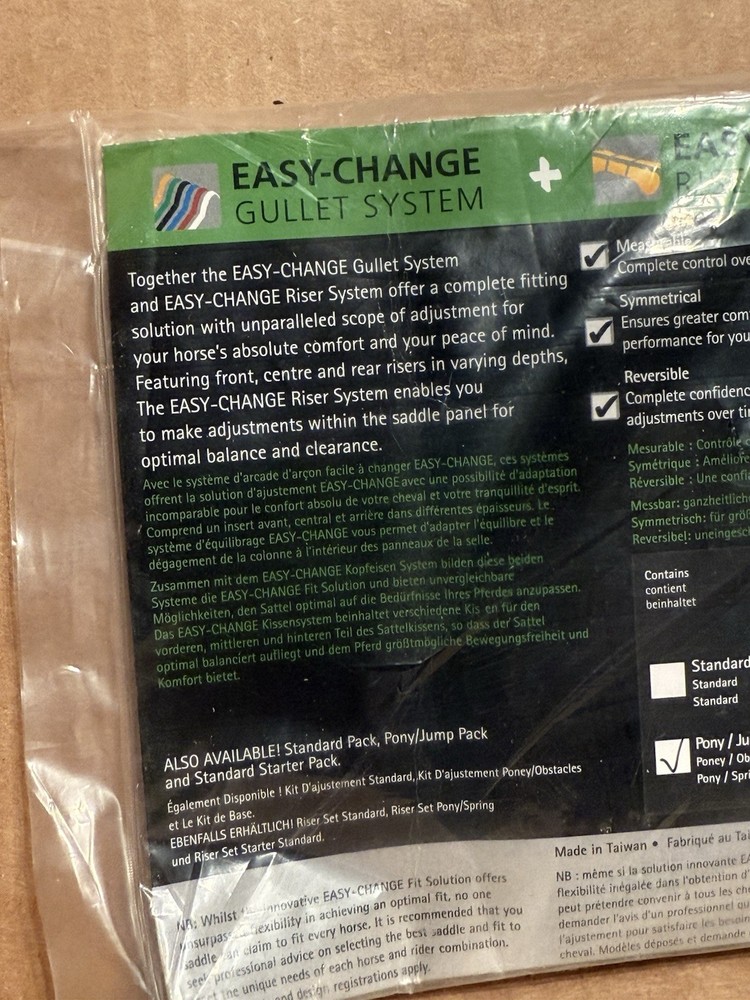 EASY-CHANGE
GULLET SYSTEM
+
EASY
Together the EASY-CHANGE Gullet System
and EASY-CHANGE Riser System offer a complete fitting
solution with unparalleled scope of adjustment for
your horse's absolute comfort and your peace of mind.
Featuring front, centre and rear risers in varying depths,
The EASY-CHANGE Riser System enables you
to make adjustments within the saddle panel for
optimal balance and clearance.
Avec le système d'arcade d'arçon facile à changer EASY-CHANGE, ces systèmes
offrent la solution d'ajustement EASY-CHANGE avec une possibilité d'adaptation
incomparable pour le confort absolu de votre cheval et votre tranquillité d'esprit.
Comprend un insert avant, central et arrière dans différentes épaisseurs. Le
système d'équilibrage EASY-CHANGE vous permet d'adapter l'équilibre et le
dégagement de la colonne à l'intérieur des panneaux de la selle.
Zusammen mit dem EASY-CHANGE Kopfeisen System bilden diese beiden
Systeme die EASY-CHANGE Fit Solution und bieten unvergleichbare
Möglichkeiten, den Sattel optimal auf die Bedürfnisse Ihres Pferdes anzupassen.
Das EASY-CHANGE Kissensystem beinhaltet verschiedene Kis en für den
vorderen, mittleren und hinteren Teil des Sattelkissens, so dass der Sattel
optimal balanciert aufliegt und dem Pferd größtmögliche Bewegungsfreiheit und
Komfort bietet.
ALSO AVAILABLE! Standard Pack, Pony/Jump Pack
and Standard Starter Pack.
Également Disponible ! Kit D'ajustement Standard, Kit D'ajustement Poney/Obstacles
et Le Kit de Base.
EBENFALLS ERHÄLTLICH! Riser Set Standard, Riser Set Pony/Spring
und Riser Set Starter Standard.
NB: Whilst innovative EASY-CHANGE Fit Solution offers
flexibility in achieving an optimal fit, no one
saddle can claim to fit every horse. It is recommended that you
seek professional advice on selecting the best saddle and fit to
the unique needs of each horse and rider combination.
and design registrations apply.
Measurable
Complete control ove
Symmetrical
Ensures greater com
performance for you
Reversible
Complete confidenc
adjustments over ti
Mesurable : Contrôle
Symétrique : Améliore
Réversible : Une confi
Messbar: ganzheitlich
Symmetrisch: für grö
Reversibel: uneingesc
Contains
contient
beinhaltet
Standard
Standard
Standard
Pony / Ju
Poney / Ob
Pony / Spri
Made in Taiwan • Fabriqué au Ta
NB : même si la solution innovante EA
flexibilité inégalée dans l'obtention d'
peut prétendre convenir à tous les ch
demander l'avis d'un professionnel qu
l'ajustement pour satisfaire les besoin
cheval. Modèles déposés et demande